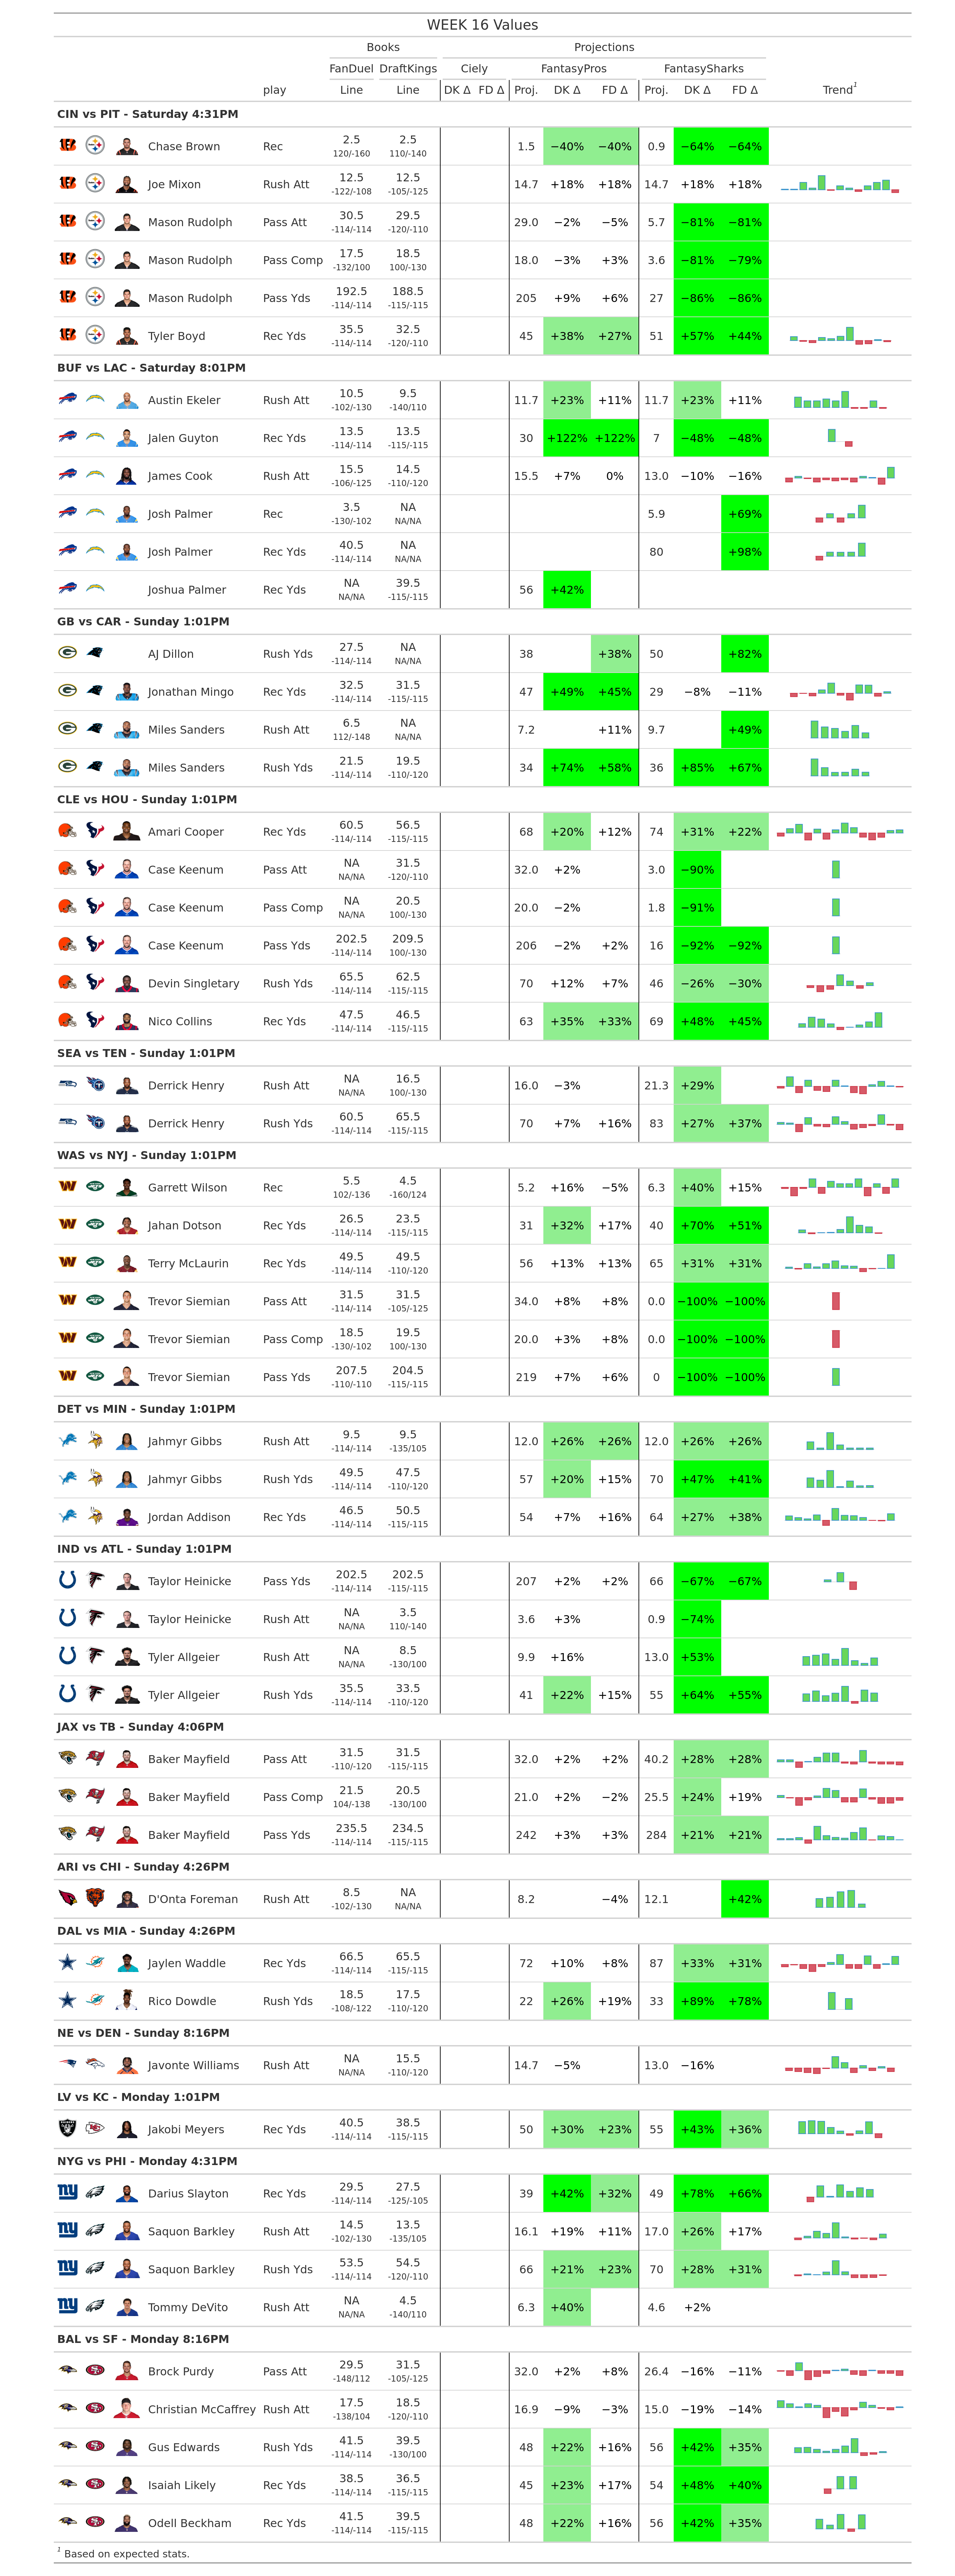 WEEK 16 Values
Books Projections
FanDuel DraftKings Ciely FantasyPros FantasySharks
play Line Line DK Δ FD Δ Proj. DK Δ FD Δ Proj. DK Δ FD Δ Trend1
CIN vs PIT - Saturday 4:31PM
Chase Brown Rec 2.5 2.5 1.5 −40% −40% 0.9 −64% −64%
120/-160 110/-140
Joe Mixon Rush Att 12.5 12.5 14.7 +18% +18% 14.7 +18% +18%
-122/-108 -105/-125
Mason Rudolph Pass Att 30.5 29.5 29.0 −2% −5% 5.7 −81% −81%
-114/-114 -120/-110
Mason Rudolph Pass Comp 17.5 18.5 18.0 −3% +3% 3.6 −81% −79%
-132/100 100/-130
Mason Rudolph Pass Yds 192.5 188.5 205 +9% +6% 27 −86% −86%
-114/-114 -115/-115
Tyler Boyd Rec Yds 35.5 32.5 45 +38% +27% 51 +57% +44%
-114/-114 -120/-110
BUF vs LAC - Saturday 8:01PM
Austin Ekeler Rush Att 10.5 9.5 11.7 +23% +11% 11.7 +23% +11%
-102/-130 -140/110
Jalen Guyton Rec Yds 13.5 13.5 30 +122% +122% 7 −48% −48%
-114/-114 -115/-115
James Cook Rush Att 15.5 14.5 15.5 +7% 0% 13.0 −10% −16%
-106/-125 -110/-120
Josh Palmer Rec 3.5 NA 5.9 +69%
-130/-102 NA/NA
Josh Palmer Rec Yds 40.5 NA 80 +98%
-114/-114 NA/NA
Joshua Palmer Rec Yds NA 39.5 56 +42%
NA/NA -115/-115
GB vs CAR - Sunday 1:01PM
AJ Dillon Rush Yds 27.5 NA 38 +38% 50 +82%
-114/-114 NA/NA
Jonathan Mingo Rec Yds 32.5 31.5 47 +49% +45% 29 −8% −11%
-114/-114 -115/-115
Miles Sanders Rush Att 6.5 NA 7.2 +11% 9.7 +49%
112/-148 NA/NA
Miles Sanders Rush Yds 21.5 19.5 34 +74% +58% 36 +85% +67%
-114/-114 -110/-120
CLE vs HOU - Sunday 1:01PM
Amari Cooper Rec Yds 60.5 56.5 68 +20% +12% 74 +31% +22%
-114/-114 -115/-115
Case Keenum Pass Att NA 31.5 32.0 +2% 3.0 −90%
NA/NA -120/-110
Case Keenum Pass Comp NA 20.5 20.0 −2% 1.8 −91%
NA/NA 100/-130
Case Keenum Pass Yds 202.5 209.5 206 −2% +2% 16 −92% −92%
-114/-114 100/-130
Devin Singletary Rush Yds 65.5 62.5 70 +12% +7% 46 −26% −30%
-114/-114 -115/-115
Nico Collins Rec Yds 47.5 46.5 63 +35% +33% 69 +48% +45%
-114/-114 -115/-115
SEA vs TEN - Sunday 1:01PM
Derrick Henry Rush Att NA 16.5 16.0 −3% 21.3 +29%
NA/NA 100/-130
Derrick Henry Rush Yds 60.5 65.5 70 +7% +16% 83 +27% +37%
-114/-114 -115/-115
WAS vs NYJ - Sunday 1:01PM
Garrett Wilson Rec 5.5 4.5 5.2 +16% −5% 6.3 +40% +15%
102/-136 -160/124
Jahan Dotson Rec Yds 26.5 23.5 31 +32% +17% 40 +70% +51%
-114/-114 -115/-115
Terry McLaurin Rec Yds 49.5 49.5 56 +13% +13% 65 +31% +31%
-114/-114 -110/-120
Trevor Siemian Pass Att 31.5 31.5 34.0 +8% +8% 0.0 −100% −100%
-114/-114 -105/-125
Trevor Siemian Pass Comp 18.5 19.5 20.0 +3% +8% 0.0 −100% −100%
-130/-102 100/-130
Trevor Siemian Pass Yds 207.5 204.5 219 +7% +6% 0 −100% −100%
-110/-110 -115/-115
DET vs MIN - Sunday 1:01PM
Jahmyr Gibbs Rush Att 9.5 9.5 12.0 +26% +26% 12.0 +26% +26%
-114/-114 -135/105
Jahmyr Gibbs Rush Yds 49.5 47.5 57 +20% +15% 70 +47% +41%
-114/-114 -110/-120
Jordan Addison Rec Yds 46.5 50.5 54 +7% +16% 64 +27% +38%
-114/-114 -115/-115
IND vs ATL - Sunday 1:01PM
Taylor Heinicke Pass Yds 202.5 202.5 207 +2% +2% 66 −67% −67%
-114/-114 -115/-115
Taylor Heinicke Rush Att NA 3.5 3.6 +3% 0.9 −74%
NA/NA 110/-140
Tyler Allgeier Rush Att NA 8.5 9.9 +16% 13.0 +53%
NA/NA -130/100
Tyler Allgeier Rush Yds 35.5 33.5 41 +22% +15% 55 +64% +55%
-114/-114 -110/-120
JAX vs TB - Sunday 4:06PM
Baker Mayfield Pass Att 31.5 31.5 32.0 +2% +2% 40.2 +28% +28%
-110/-120 -115/-115
Baker Mayfield Pass Comp 21.5 20.5 21.0 +2% −2% 25.5 +24% +19%
104/-138 -130/100
Baker Mayfield Pass Yds 235.5 234.5 242 +3% +3% 284 +21% +21%
-114/-114 -115/-115
ARI vs CHI - Sunday 4:26PM
D'Onta Foreman Rush Att 8.5 NA 8.2 −4% 12.1 +42%
-102/-130 NA/NA
DAL vs MIA - Sunday 4:26PM
Jaylen Waddle Rec Yds 66.5 65.5 72 +10% +8% 87 +33% +31%
-114/-114 -115/-115
Rico Dowdle Rush Yds 18.5 17.5 22 +26% +19% 33 +89% +78%
-108/-122 -110/-120
NE vs DEN - Sunday 8:16PM
Javonte Williams Rush Att NA 15.5 14.7 −5% 13.0 −16%
NA/NA -110/-120
LV vs KC - Monday 1:01PM
Jakobi Meyers Rec Yds 40.5 38.5 50 +30% +23% 55 +43% +36%
-114/-114 -115/-115
NYG vs PHI - Monday 4:31PM
Darius Slayton Rec Yds 29.5 27.5 39 +42% +32% 49 +78% +66%
-114/-114 -125/-105
Saquon Barkley Rush Att 14.5 13.5 16.1 +19% +11% 17.0 +26% +17%
-102/-130 -135/105
Saquon Barkley Rush Yds 53.5 54.5 66 +21% +23% 70 +28% +31%
-114/-114 -120/-110
Tommy DeVito Rush Att NA 4.5 6.3 +40% 4.6 +2%
NA/NA -140/110
BAL vs SF - Monday 8:16PM
Brock Purdy Pass Att 29.5 31.5 32.0 +2% +8% 26.4 −16% −11%
-148/112 -105/-125
Christian McCaffrey Rush Att 17.5 18.5 16.9 −9% −3% 15.0 −19% −14%
-138/104 -120/-110
Gus Edwards Rush Yds 41.5 39.5 48 +22% +16% 56 +42% +35%
-114/-114 -130/100
Isaiah Likely Rec Yds 38.5 36.5 45 +23% +17% 54 +48% +40%
-114/-114 -115/-115
Odell Beckham Rec Yds 41.5 39.5 48 +22% +16% 56 +42% +35%
-114/-114 -115/-115
1 Based on expected stats.